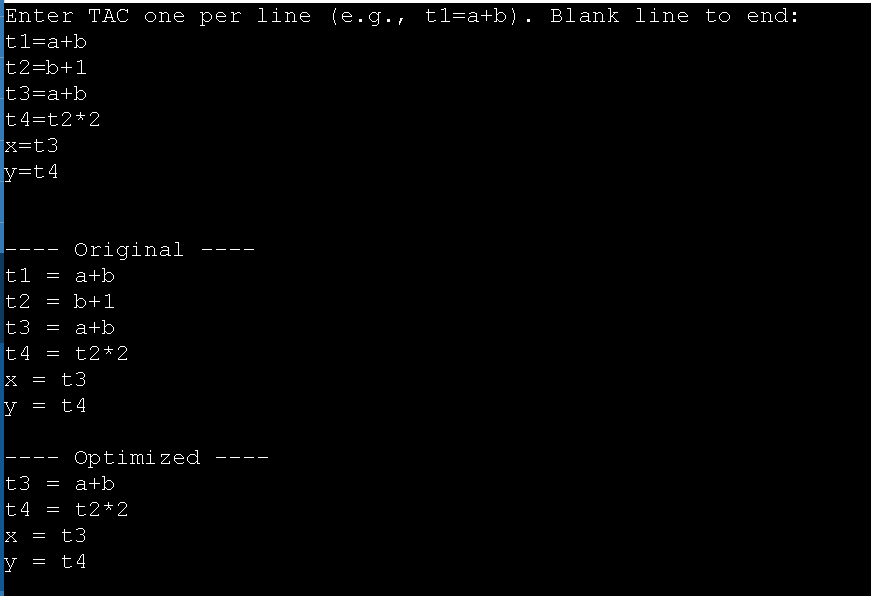 Enter TAC one per line (e.g., t1=a+b). Blank line to end:
t1=a+b
t2=b+1
t3=a+b
t4=t2*2
x=t3
y=t4
---- Original ----
t1 = a+b
t2 = b+1
t3 = a+b
t4 = t2*2
x = t3
y = t4
---- Optimized ----
t3 = a+b
t4 = t2*2
x = t3
y = t4